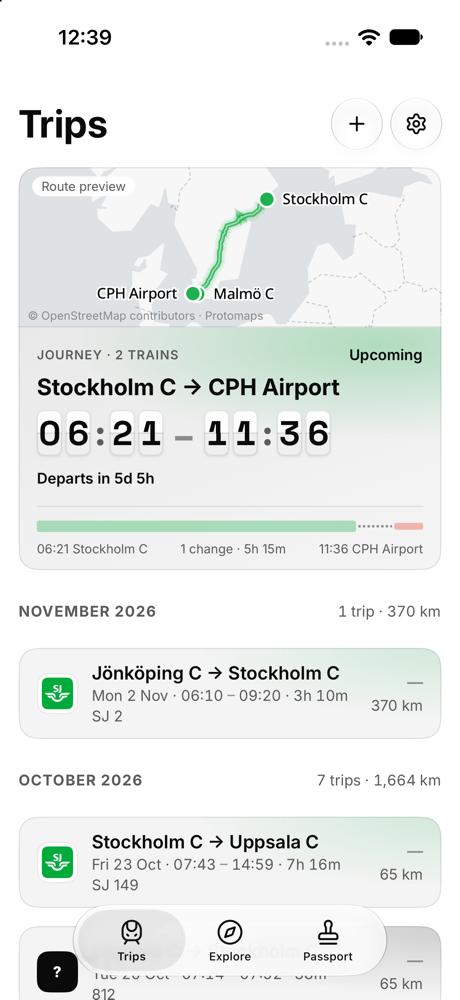 12:39
Trips
Route preview
Stockholm C
CPH Airport
Malmö C
© OpenStreetMap contributors · Protomaps
JOURNEY · 2 TRAINS
Upcoming
Stockholm C → CPH Airport
06:21 – 11:36
Departs in 5d 5h
06:21 Stockholm C
1 change · 5h 15m
11:36 CPH Airport
NOVEMBER 2026
1 trip · 370 km
SJ
Jönköping C → Stockholm C
Mon 2 Nov · 06:10 – 09:20 · 3h 10m
SJ 2
—
370 km
OCTOBER 2026
7 trips · 1,664 km
SJ
Stockholm C → Uppsala C
Fri 23 Oct · 07:43 – 14:59 · 7h 16m
SJ 149
—
65 km
?
812
—
65 km
Trips
Explore
Passport